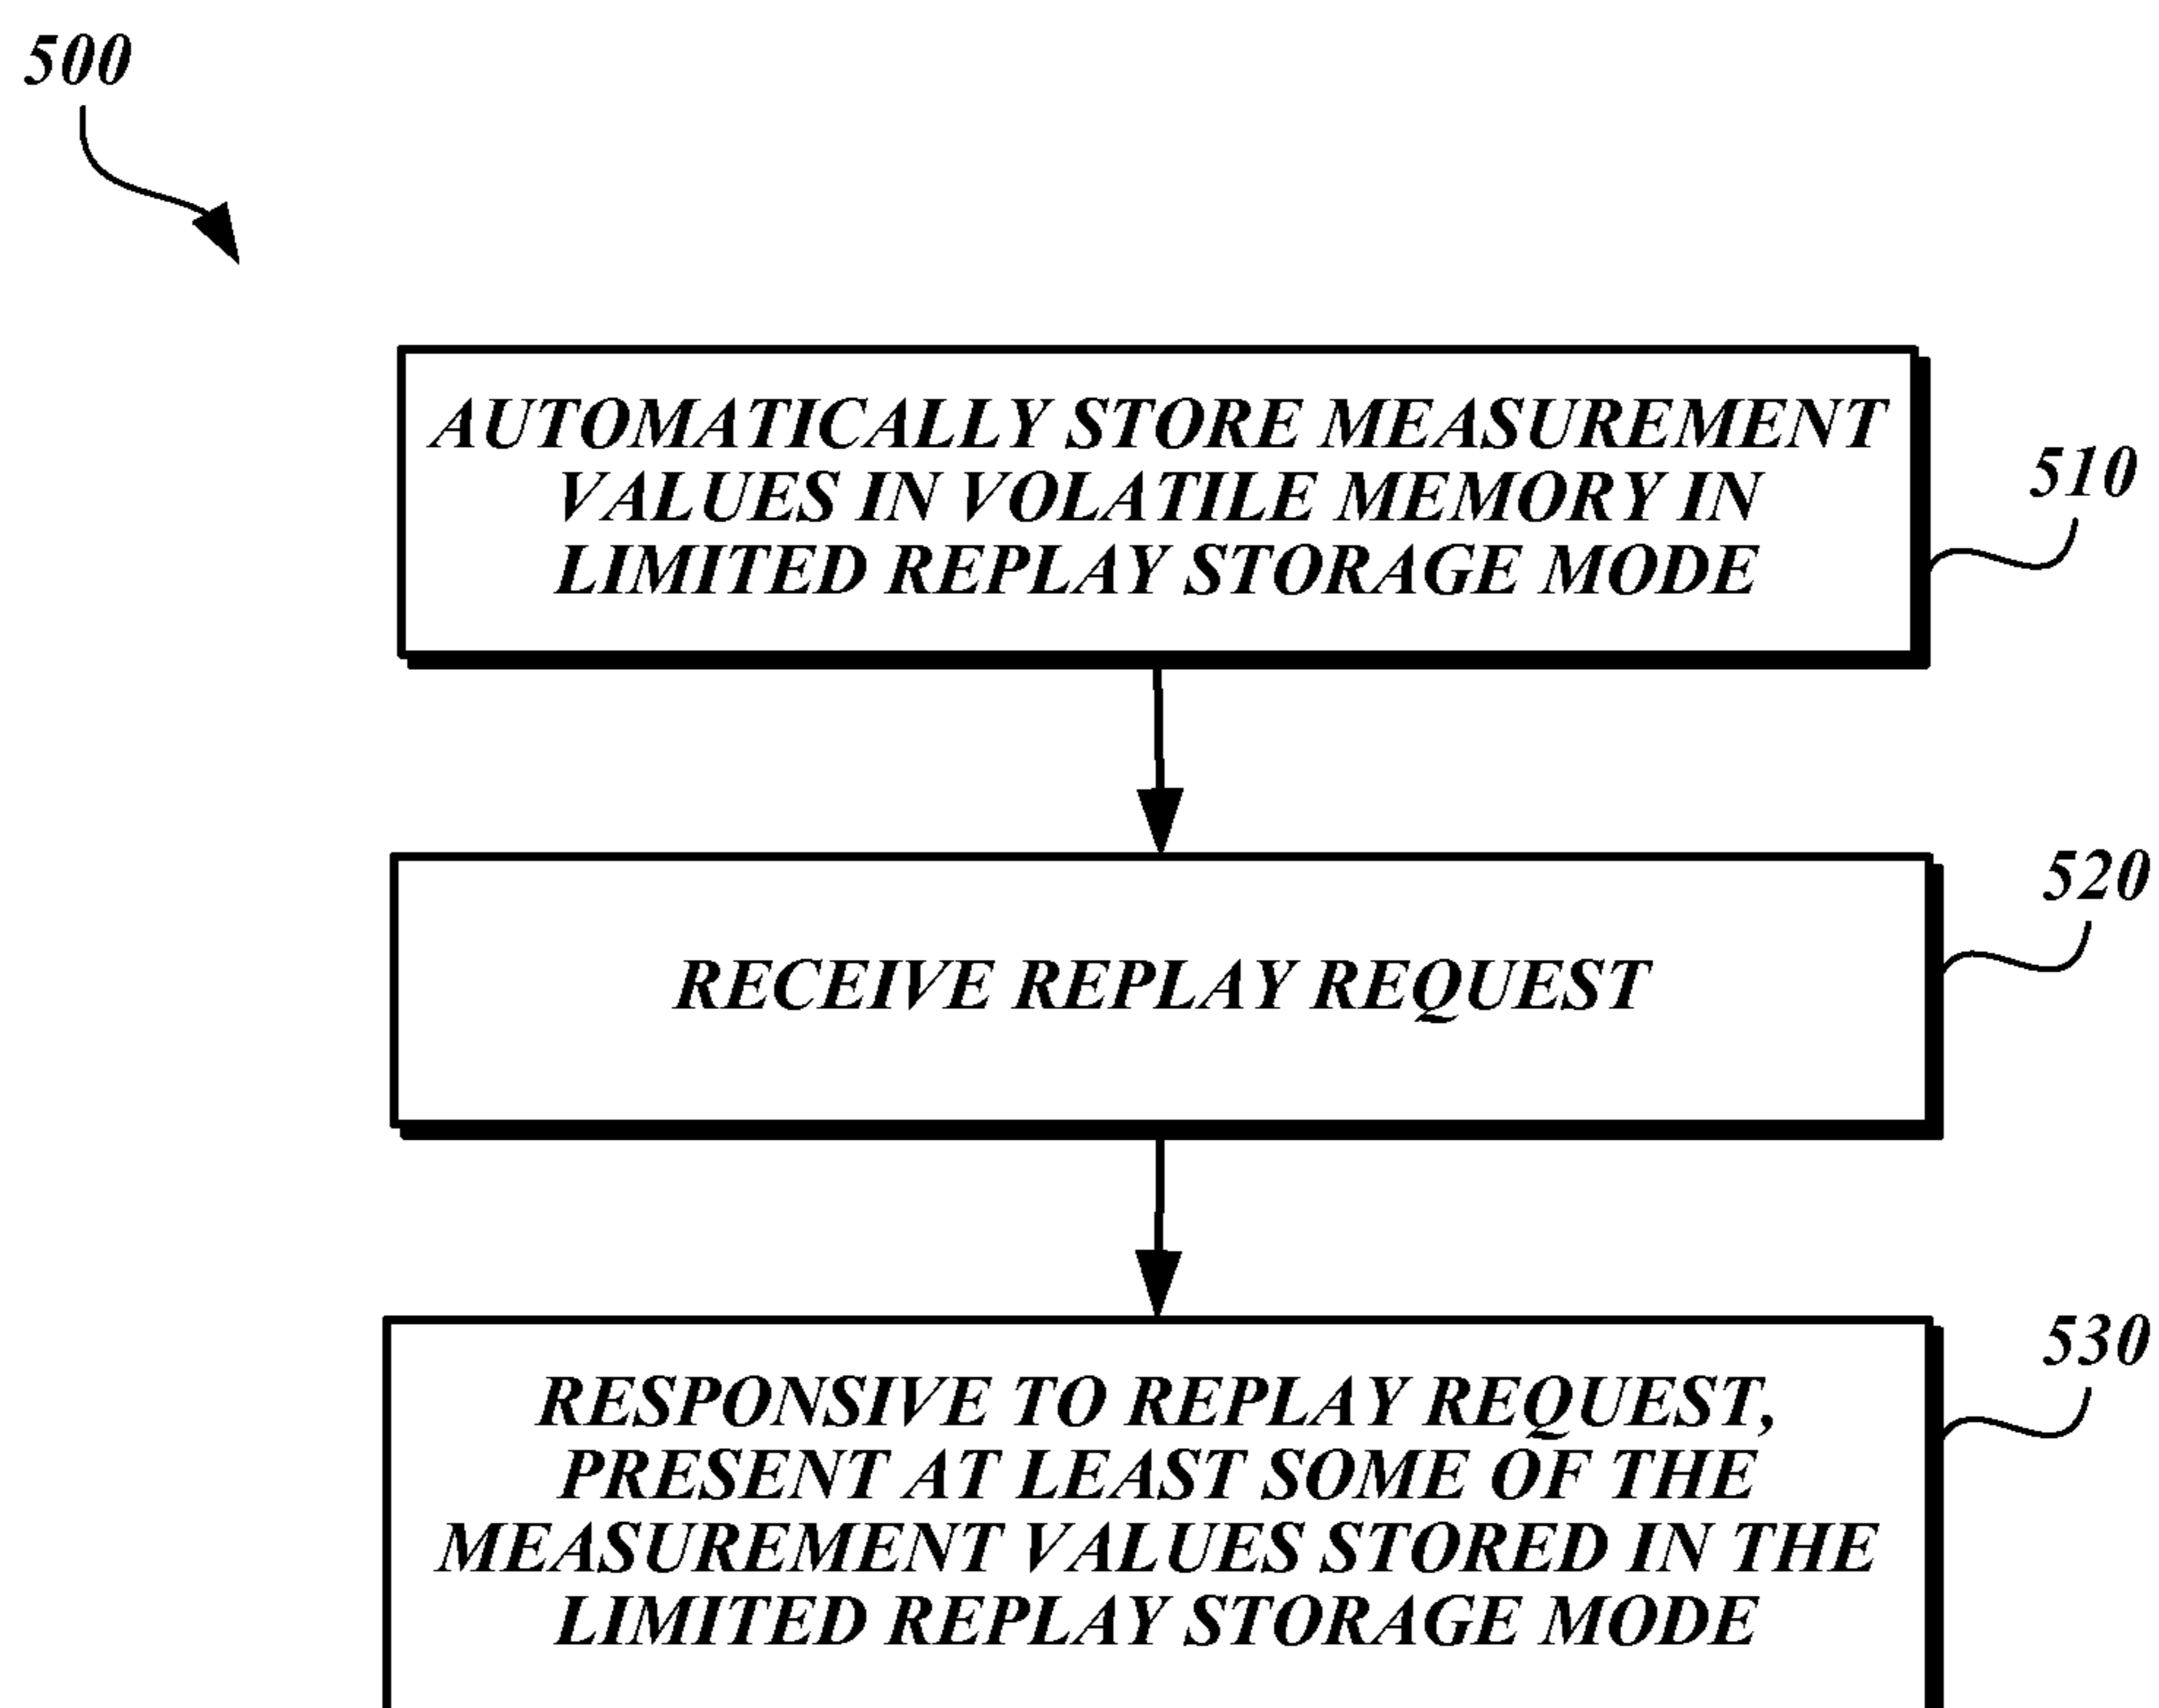 500
AUTOMATICALLY STORE MEASUREMENT
VALUES IN VOLATILE MEMORY IN
LIMITED REPLAY STORAGE MODE
510
RECEIVE REPLAY REQUEST
520
RESPONSIVE TO REPLAY REQUEST,
PRESENT AT LEAST SOME OF THE
MEASUREMENT VALUES STORED IN THE
LIMITED REPLAY STORAGE MODE
530